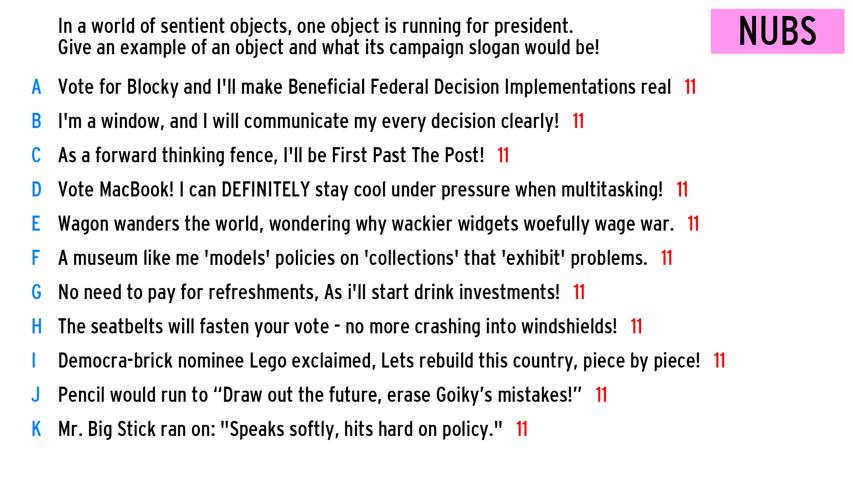 In a world of sentient objects, one object is running for president.
Give an example of an object and what its campaign slogan would be!
NUBS
A Vote for Blocky and I'll make Beneficial Federal Decision Implementations real 11
B I'm a window, and I will communicate my every decision clearly! 11
C As a forward thinking fence, I'll be First Past The Post! 11
D Vote MacBook! I can DEFINITELY stay cool under pressure when multitasking! 11
E Wagon wanders the world, wondering why wackier widgets woefully wage war. 11
F A museum like me 'models' policies on 'collections' that 'exhibit' problems. 11
G No need to pay for refreshments, As i'll start drink investments! 11
H The seatbelts will fasten your vote - no more crashing into windshields! 11
I Democra-brick nominee Lego exclaimed, Lets rebuild this country, piece by piece! 11
J Pencil would run to “Draw out the future, erase Goiky’s mistakes!” 11
K Mr. Big Stick ran on: "Speaks softly, hits hard on policy." 11